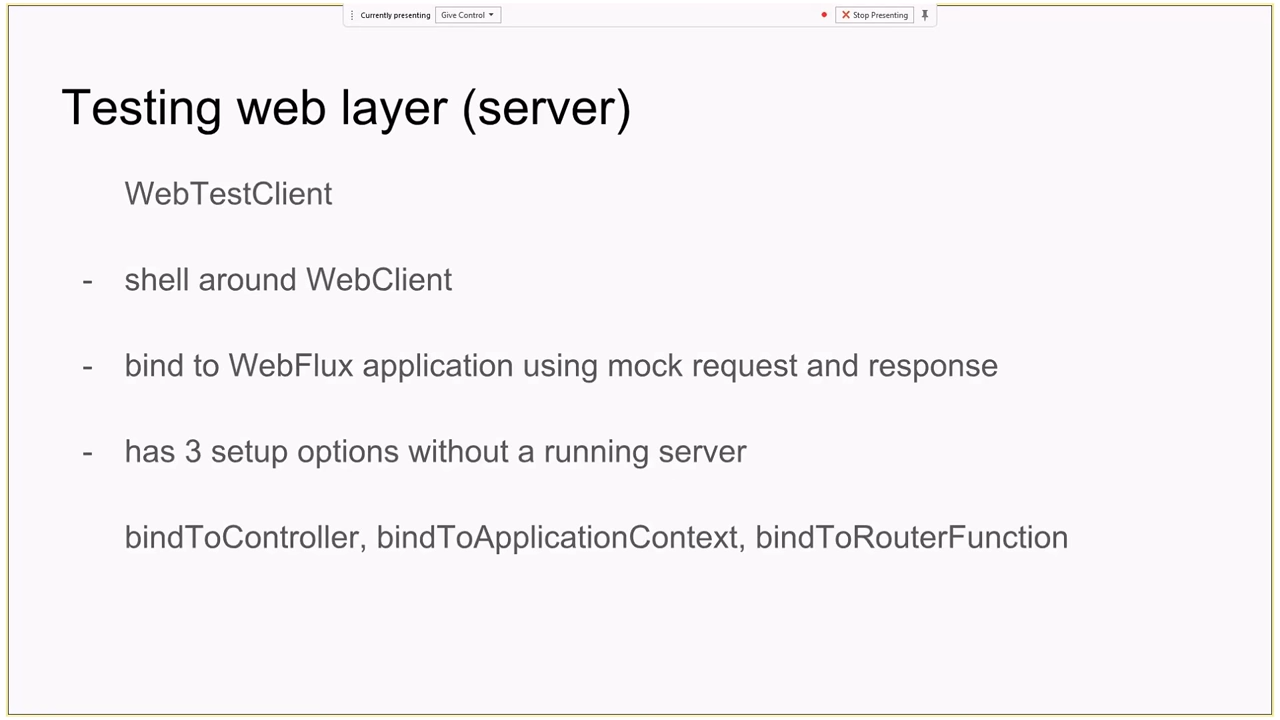 Currently presenting Give Control Stop Presenting
Testing web layer (server)
WebTestClient
- shell around WebClient
- bind to WebFlux application using mock request and response
- has 3 setup options without a running server
bindToController, bindToApplicationContext, bindToRouterFunction